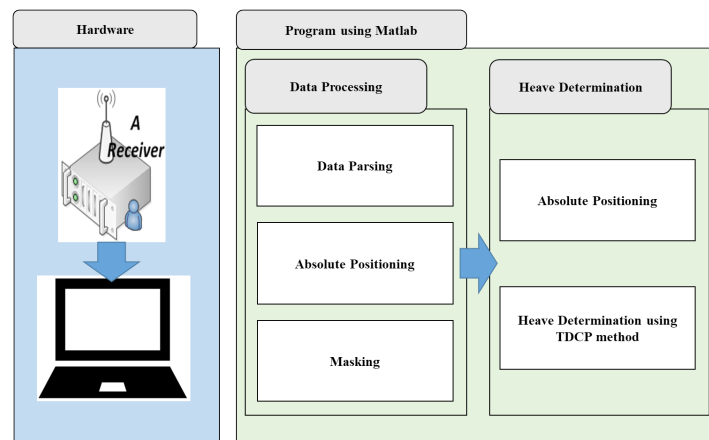 Hardware
A
Receiver
Program using Matlab
Data Processing
Data Parsing
Absolute Positioning
Masking
Heave Determination
Absolute Positioning
Heave Determination using
TDCP method